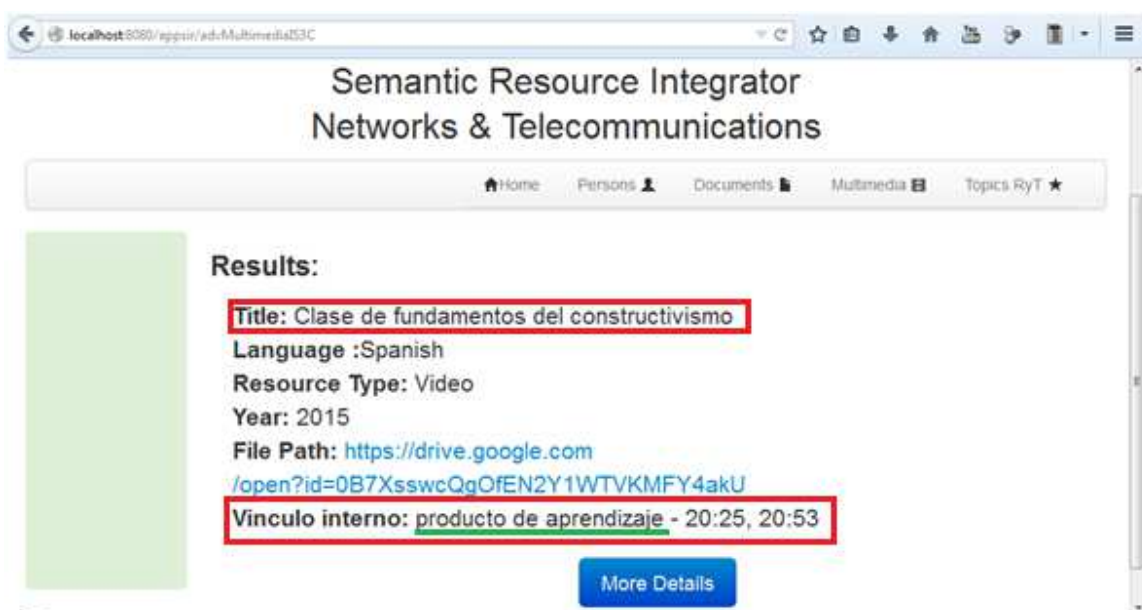 localhost:8080/appsir/advMultimediaIS3C
Semantic Resource Integrator
Networks & Telecommunications
Home Persons Documents Multimedia Topics RyT
Results:
Title: Clase de fundamentos del constructivismo
Language :Spanish
Resource Type: Video
Year: 2015
File Path: https://drive.google.com
/open?id=0B7XsswcQgOfEN2Y1WTVKMFY4akU
Vinculo interno: producto de aprendizaje - 20:25, 20:53
More Details